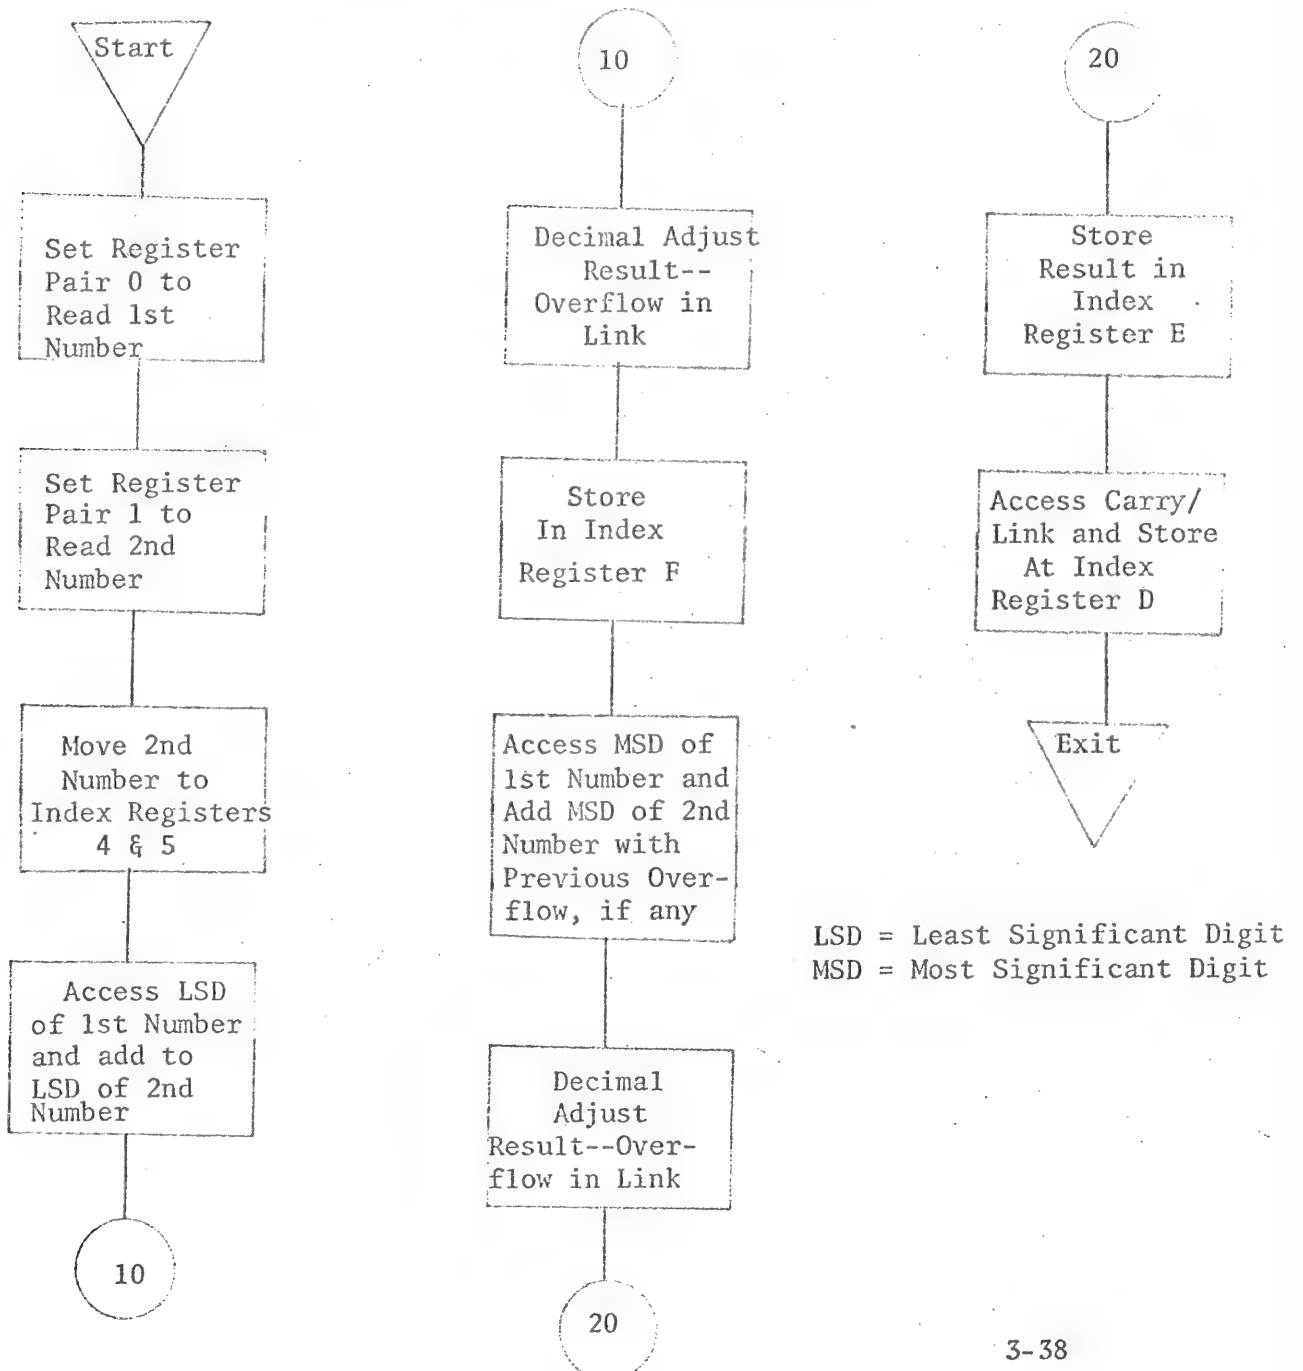 Start
Set Register
Pair 0 to
Read 1st
Number
Set Register
Pair 1 to
Read 2nd
Number
Move 2nd
Number to
Index Registers
4 & 5
Access LSD
of 1st Number
and add to
LSD of 2nd
Number
10
10
Decimal Adjust
Result--
Overflow in
Link
Store
In Index
Register F
Access MSD of
1st Number and
Add MSD of 2nd
Number with
Previous Over-
flow, if any
Decimal
Adjust
Result--Over-
flow in Link
20
20
Store
Result in
Index
Register E
Access Carry/
Link and Store
At Index
Register D
Exit
LSD = Least Significant Digit
MSD = Most Significant Digit
3-38